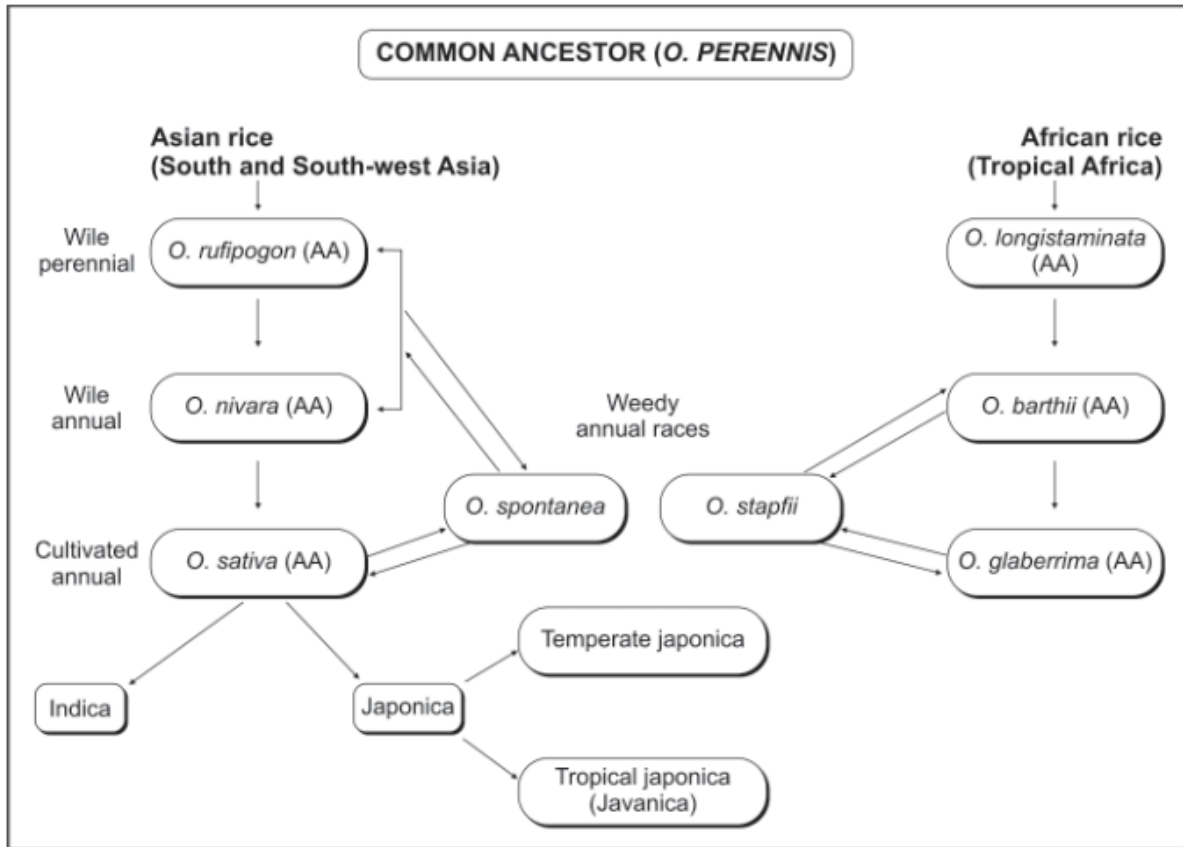 COMMON ANCESTOR (O. PERENNIS)
Asian rice
(South and South-west Asia)
African rice
(Tropical Africa)
Wile
perennial
O. rufipogon (AA)
O. longistaminata
(AA)
Wile
annual
O. nivara (AA)
Weedy
annual races
O. barthii (AA)
O. spontanea
O. stapfii
Cultivated
annual
O. sativa (AA)
O. glaberrima (AA)
Temperate japonica
Indica
Japonica
Tropical japonica
(Javanica)